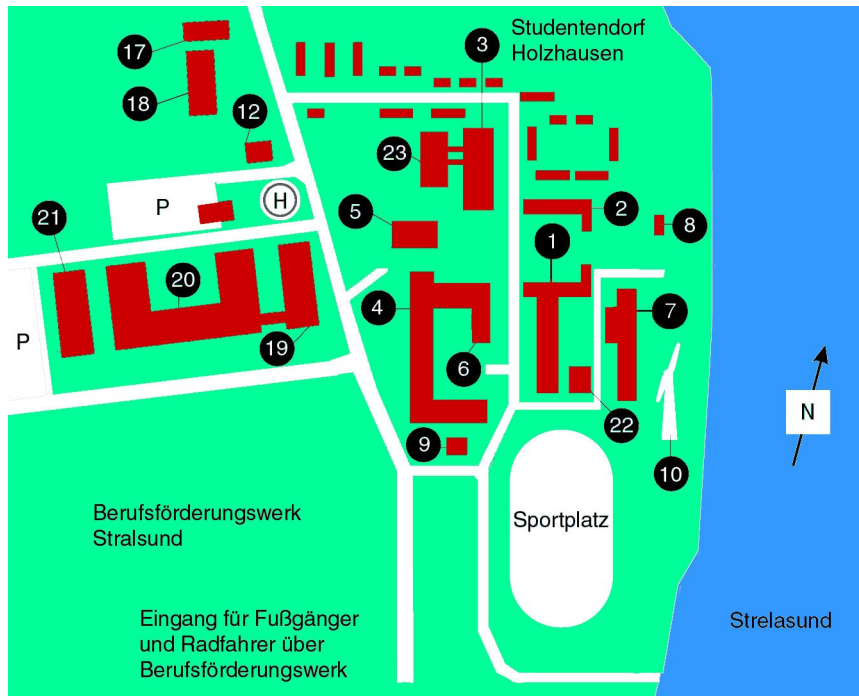 Studentendorf
Holzhausen
17
3
18
12
23
H
P
21
5
2
8
1
20
4
7
19
6
P
22
N
9
10
Sportplatz
Berufsförderungswerk
Stralsund
Eingang für Fußgänger
und Radfahrer über
Berufsförderungswerk
Strelasund